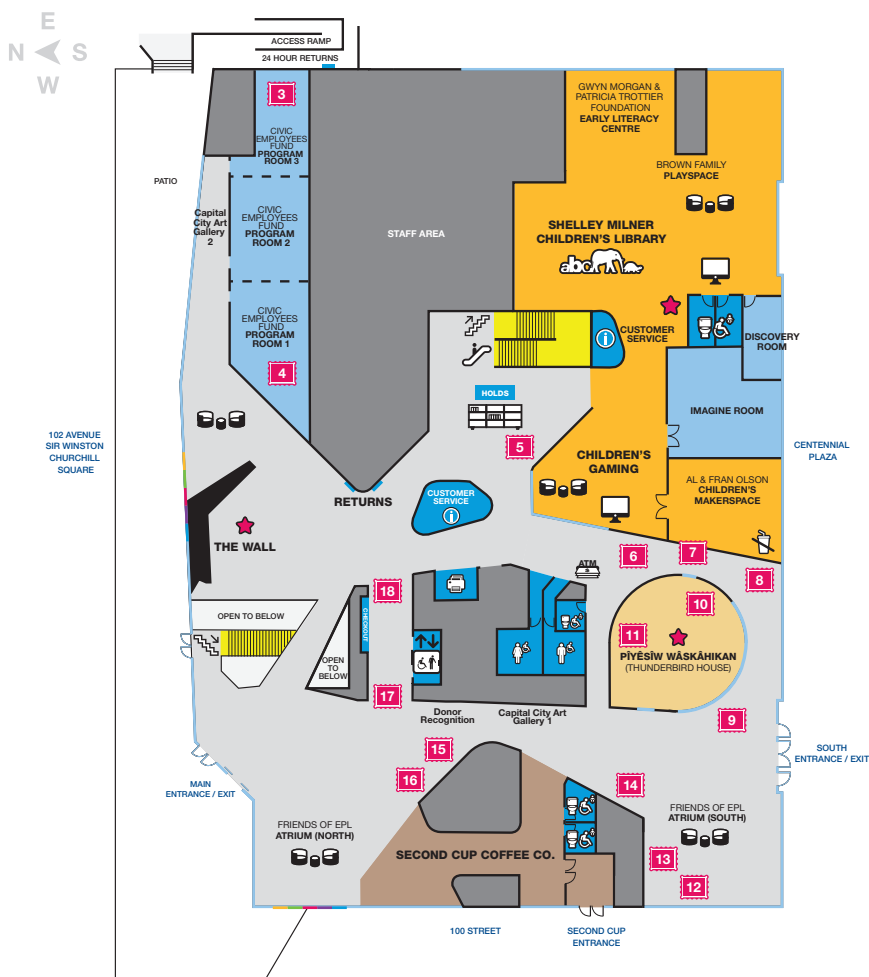 E
N S
W
ACCESS RAMP
24 HOUR RETURNS
3
CIVIC
EMPLOYEES
FUND
PROGRAM
ROOM 3
GWYN MORGAN &
PATRICIA TROTTIER
FOUNDATION
EARLY LITERACY
CENTRE
BROWN FAMILY
PLAYSPACE
PATIO
Capital
City Art
Gallery
2
CIVIC
EMPLOYEES
FUND
PROGRAM
ROOM 2
STAFF AREA
SHELLEY MILNER
CHILDREN'S LIBRARY
abc
CIVIC
EMPLOYEES
FUND
PROGRAM
ROOM 1
4
CUSTOMER
SERVICE
i
DISCOVERY
ROOM
HOLDS
5
IMAGINE ROOM
102 AVENUE
SIR WINSTON
CHURCHILL
SQUARE
CENTENNIAL
PLAZA
CHILDREN'S
GAMING
AL & FRAN OLSON
CHILDREN'S
MAKERSPACE
RETURNS
CUSTOMER
SERVICE
i
THE WALL
ATM
6
7
8
18
CHECKOUT
10
11
OPEN TO BELOW
OPEN
TO
BELOW
PÎYÊSÎW WÂSKÂHIKAN
(THUNDERBIRD HOUSE)
17
Donor
Recognition
Capital City Art
Gallery 1
9
15
16
14
MAIN
ENTRANCE / EXIT
SOUTH
ENTRANCE / EXIT
FRIENDS OF EPL
ATRIUM (NORTH)
SECOND CUP COFFEE CO.
FRIENDS OF EPL
ATRIUM (SOUTH)
13
12
100 STREET
SECOND CUP
ENTRANCE